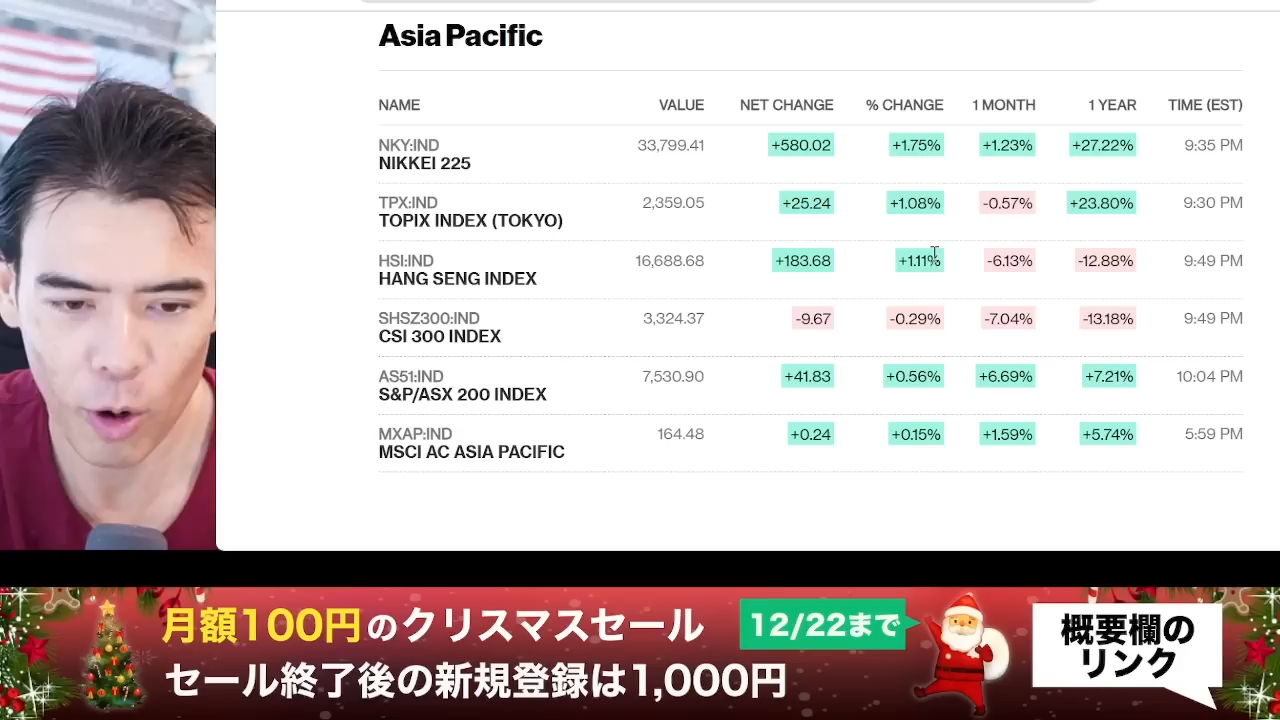 Asia Pacific
NAME VALUE NET CHANGE % CHANGE 1 MONTH 1 YEAR TIME (EST)
NKY:IND 33,799.41 +580.02 +1.75% +1.23% +27.22% 9:35 PM
NIKKEI 225
TPX:IND 2,359.05 +25.24 +1.08% -0.57% +23.80% 9:30 PM
TOPIX INDEX (TOKYO)
HSI:IND 16,688.68 +183.68 +1.11% -6.13% -12.88% 9:49 PM
HANG SENG INDEX
SHSZ300:IND 3,324.37 -9.67 -0.29% -7.04% -13.18% 9:49 PM
CSI 300 INDEX
AS51:IND 7,530.90 +41.83 +0.56% +6.69% +7.21% 10:04 PM
S&P/ASX 200 INDEX
MXAP:IND 164.48 +0.24 +0.15% +1.59% +5.74% 5:59 PM
MSCI AC ASIA PACIFIC
月額100円のクリスマスセール 12/22まで
セール終了後の新規登録は1,000円
概要欄の
リンク